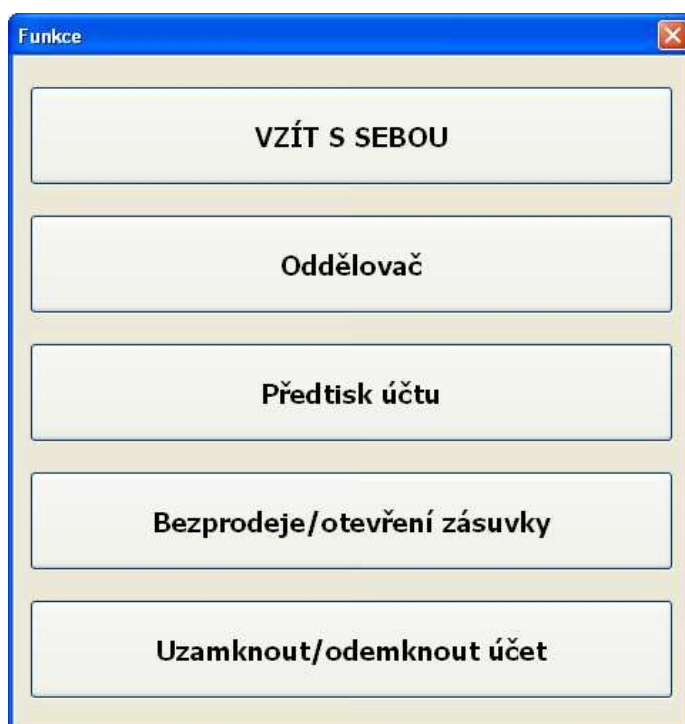 Funkce
VZÍT S SEBOU
Oddělovač
Předtisk účtu
Bezprodeje/otevření zásuvky
Uzamknout/odemknout účet